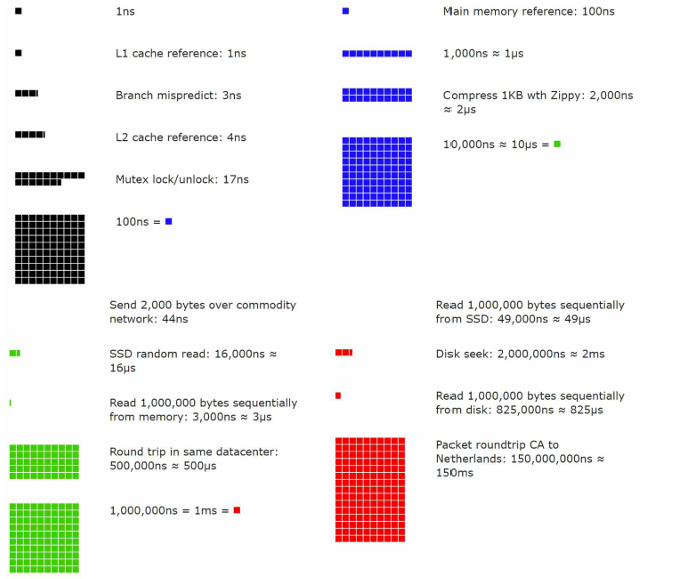 1ns
L1 cache reference: 1ns
Branch mispredict: 3ns
L2 cache reference: 4ns
Mutex lock/unlock: 17ns
100ns =
Main memory reference: 100ns
1,000ns ≈ 1μs
Compress 1KB wth Zippy: 2,000ns
≈ 2μs
10,000ns ≈ 10μs =
Send 2,000 bytes over commodity
network: 44ns
SSD random read: 16,000ns ≈
16μs
Read 1,000,000 bytes sequentially
from memory: 3,000ns ≈ 3μs
Round trip in same datacenter:
500,000ns ≈ 500μs
1,000,000ns = 1ms =
Read 1,000,000 bytes sequentially
from SSD: 49,000ns ≈ 49μs
Disk seek: 2,000,000ns ≈ 2ms
Read 1,000,000 bytes sequentially
from disk: 825,000ns ≈ 825μs
Packet roundtrip CA to
Netherlands: 150,000,000ns ≈
150ms